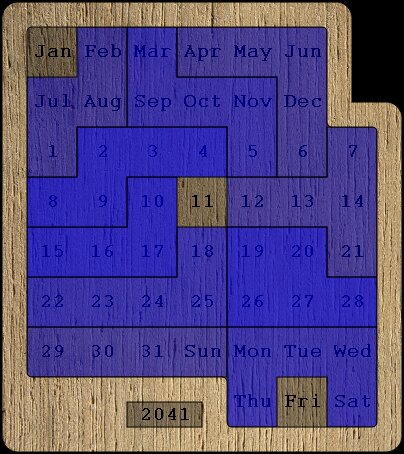 Jan Feb Mar Apr May Jun
Jul Aug Sep Oct Nov Dec
1 2 3 4 5 6 7
8 9 10 11 12 13 14
15 16 17 18 19 20 21
22 23 24 25 26 27 28
29 30 31 Sun Mon Tue Wed
Thu Fri Sat
2041